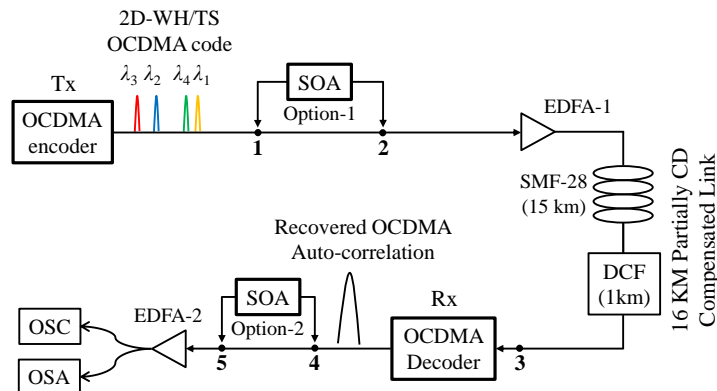 2D-WH/TS
OCDMA code
λ3 λ2 λ4 λ1
Tx
OCDMA
encoder
SOA
Option-1
1
2
EDFA-1
SMF-28
(15 km)
DCF
(1km)
16 KM Partially CD
Compensated Link
Recovered OCDMA
Auto-correlation
Rx
OCDMA
Decoder
3
SOA
Option-2
4
5
EDFA-2
OSC
OSA